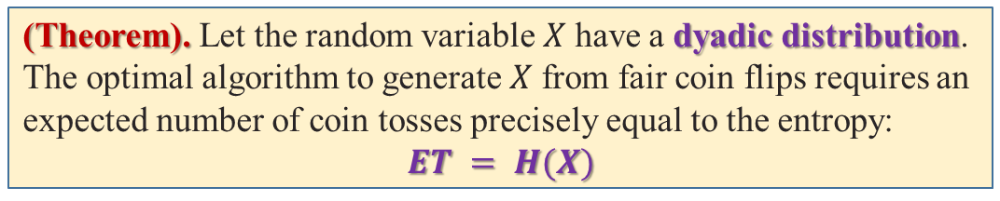 (Theorem). Let the random variable X have a dyadic distribution.
The optimal algorithm to generate X from fair coin flips requires an
expected number of coin tosses precisely equal to the entropy:
ET = H(X)